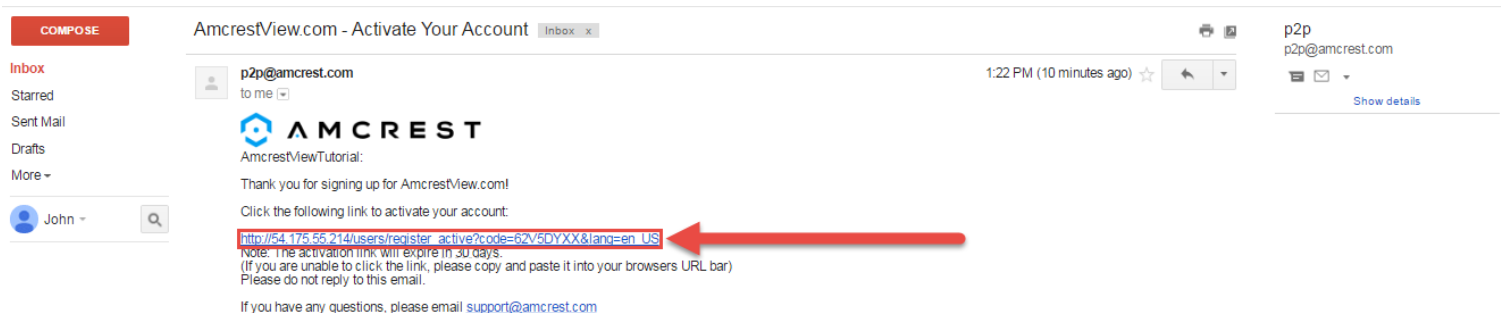 COMPOSE
Inbox
Starred
Sent Mail
Drafts
More
John
AmcrestView.com - Activate Your Account Inbox x
p2p@amcrest.com 1:22 PM (10 minutes ago)
to me
AMCREST
AmcrestViewTutorial:
Thank you for signing up for AmcrestView.com!
Click the following link to activate your account:
http://54.175.55.214/users/register_active?code=62V5DYXX&lang=en_US
Note: The activation link will expire in 30 days.
(If you are unable to click the link, please copy and paste it into your browsers URL bar)
Please do not reply to this email.
If you have any questions, please email support@amcrest.com
p2p
p2p@amcrest.com
Show details